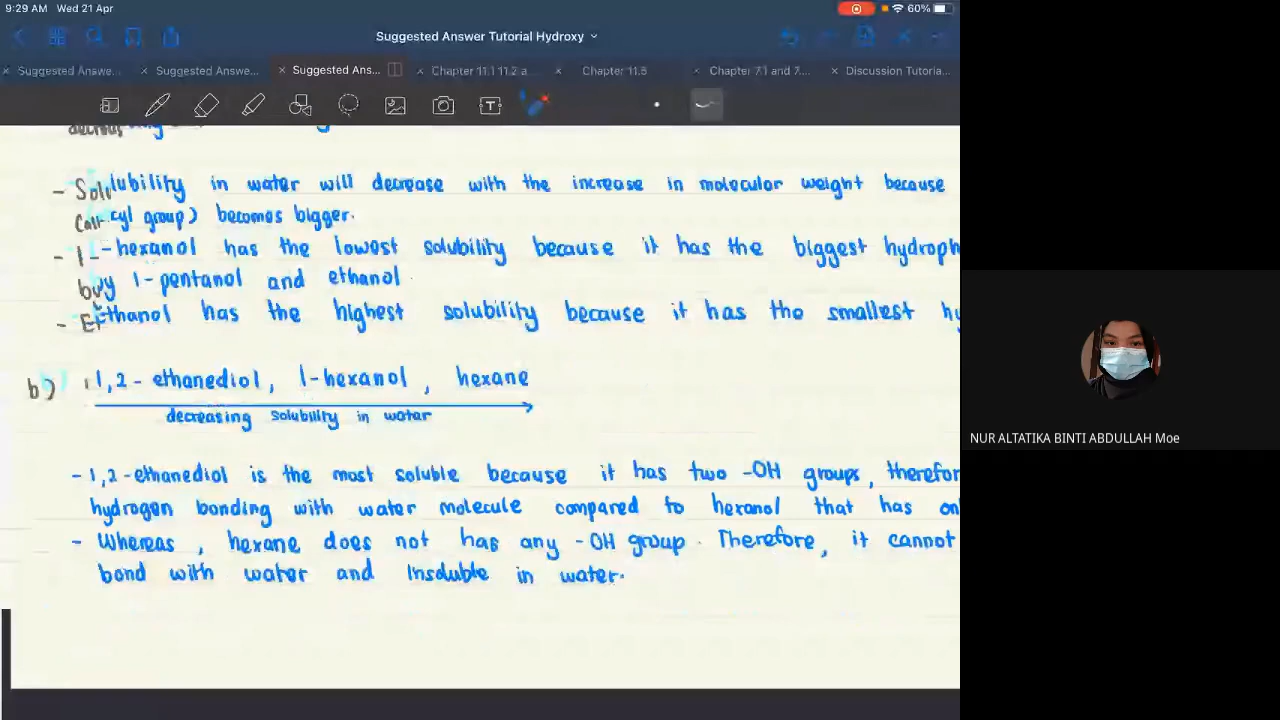 9:29 AM Wed 21 Apr
60%
Suggested Answer Tutorial Hydroxy
Suggested Answe... Suggested Answe... Suggested Ans... Chapter 11.1 11.2 a... Chapter 11.6 Chapter 7.1 and 7.... Discussion Tutoria...
- Solubility in water will decrease with the increase in molecular weight because
cyl group) becomes bigger.
- 1-hexanol has the lowest solubility because it has the biggest hydroph
by 1-pentanol and ethanol
- Ethanol has the highest solubility because it has the smallest hy
b) 1,2-ethanediol, 1-hexanol, hexane
decreasing solubility in water
- 1,2-ethanediol is the most soluble because it has two -OH groups, therefor
hydrogen bonding with water molecule compared to hexanol that has on
- Whereas, hexane does not has any -OH group. Therefore, it cannot
bond with water and insoluble in water.
NUR ALTATIKA BINTI ABDULLAH Moe